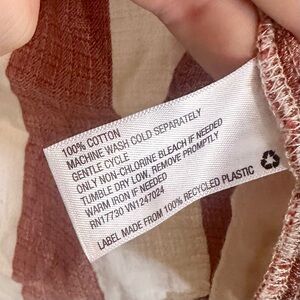 100% COTTON
MACHINE WASH COLD SEPARATELY
GENTLE CYCLE
ONLY NON-CHLORINE BLEACH IF NEEDED
TUMBLE DRY LOW, REMOVE PROMPTLY
WARM IRON IF NEEDED
RN17730 VN1247024
LABEL MADE FROM 100% RECYCLED PLASTIC